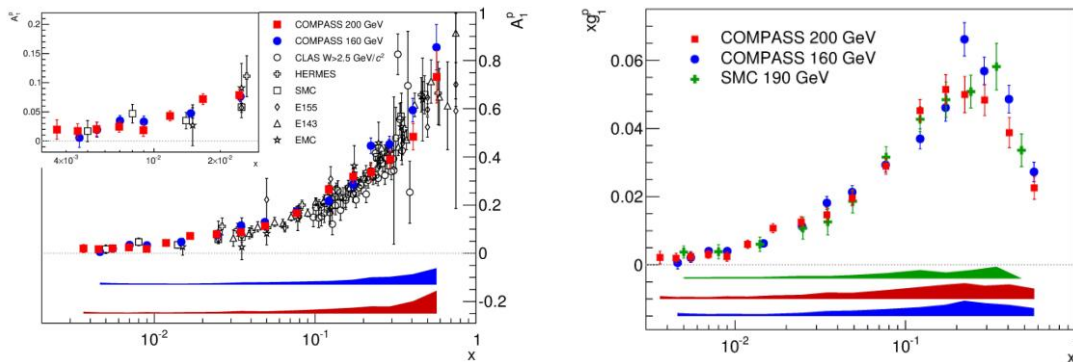 A₁ᵖ
0.2
0.15
0.1
0.05
0
4×10⁻³
10⁻²
2×10⁻²
x
COMPASS 200 GeV
COMPASS 160 GeV
CLAS W>2.5 GeV/c²
HERMES
SMC
E155
E143
EMC
1
A₁ᵖ
0.8
0.6
0.4
0.2
0
-0.2
10⁻²
10⁻¹
1
x
xg₁ᵖ
0.08
0.06
0.04
0.02
0
COMPASS 200 GeV
COMPASS 160 GeV
SMC 190 GeV
10⁻²
10⁻¹
1
x